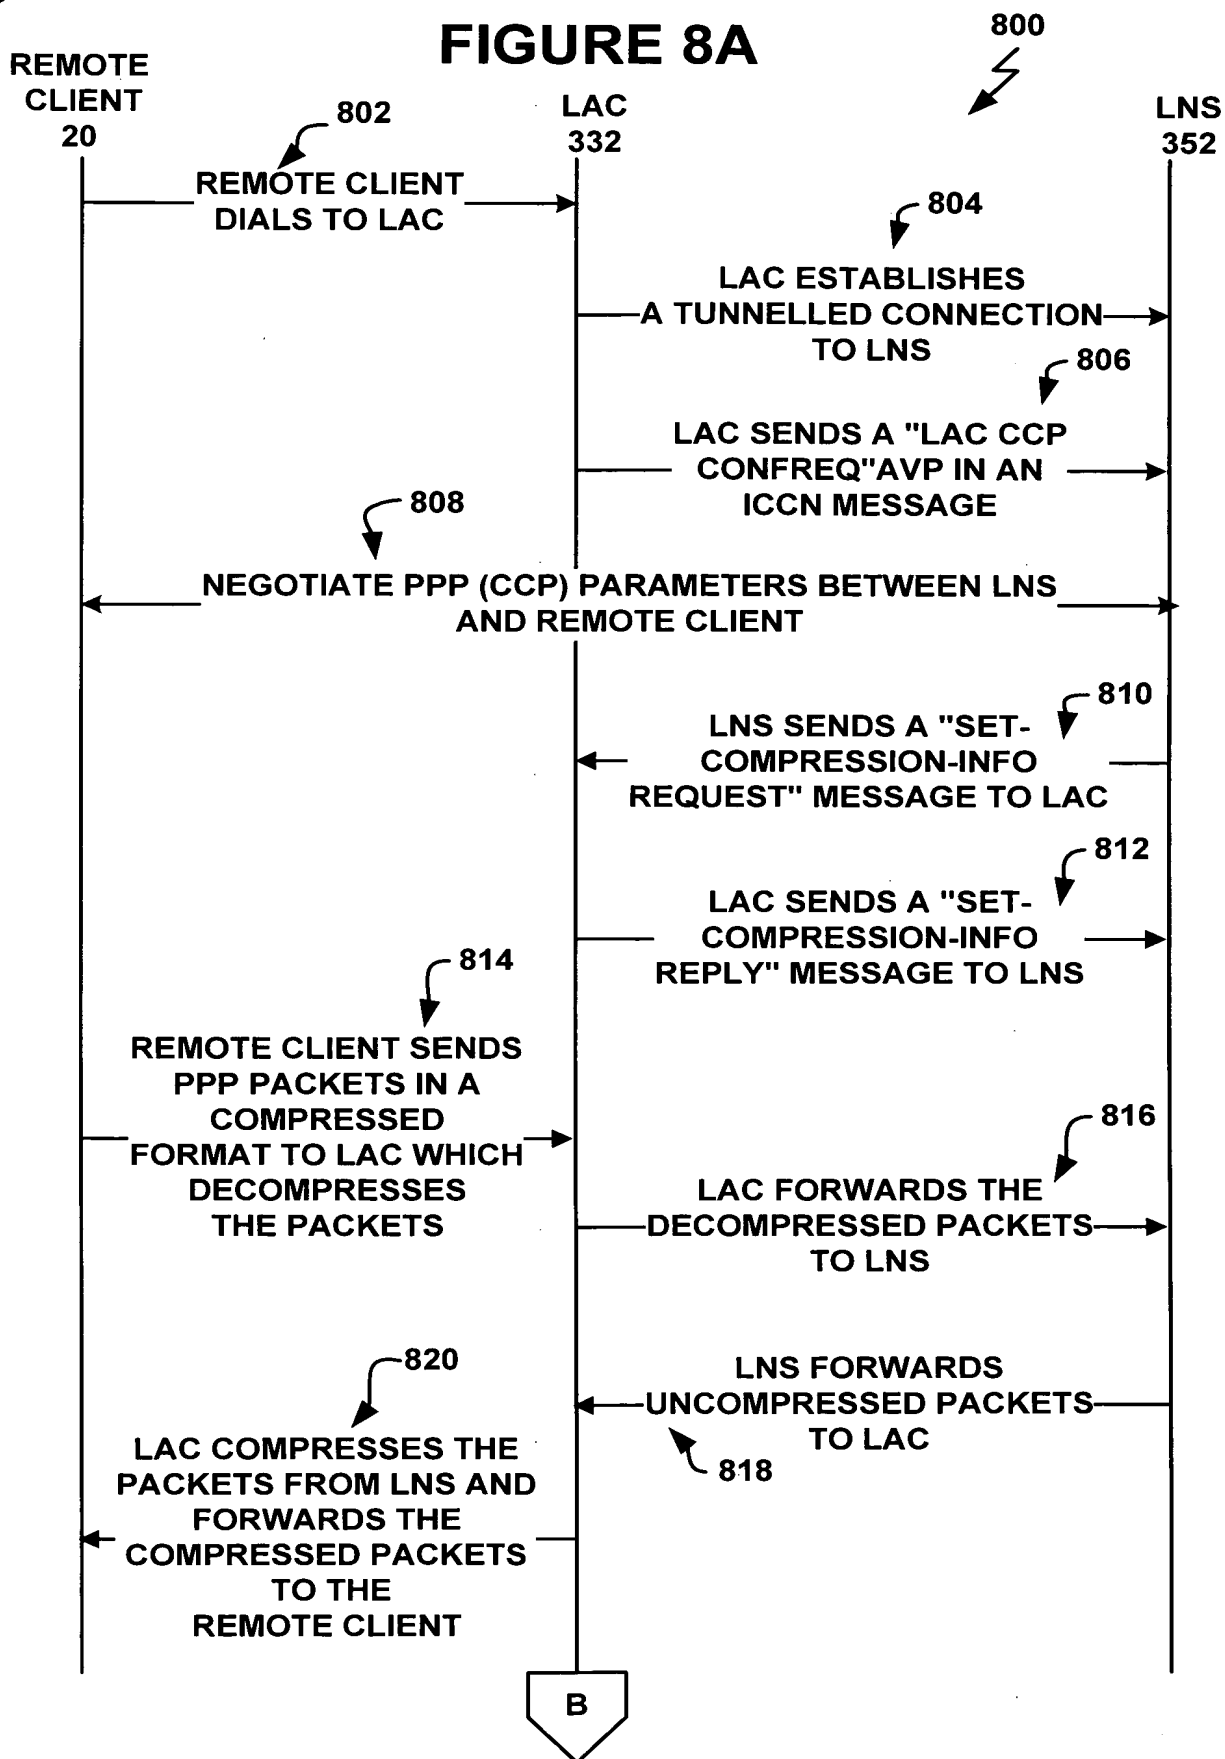 FIGURE 8A
800
REMOTE
CLIENT
20
LAC
332
LNS
352
802
REMOTE CLIENT
DIALS TO LAC
804
LAC ESTABLISHES
A TUNNELLED CONNECTION
TO LNS
806
LAC SENDS A "LAC CCP
CONFREQ"AVP IN AN
ICCN MESSAGE
808
NEGOTIATE PPP (CCP) PARAMETERS BETWEEN LNS
AND REMOTE CLIENT
810
LNS SENDS A "SET-
COMPRESSION-INFO
REQUEST" MESSAGE TO LAC
812
LAC SENDS A "SET-
COMPRESSION-INFO
REPLY" MESSAGE TO LNS
814
REMOTE CLIENT SENDS
PPP PACKETS IN A
COMPRESSED
FORMAT TO LAC WHICH
DECOMPRESSES
THE PACKETS
816
LAC FORWARDS THE
DECOMPRESSED PACKETS
TO LNS
LNS FORWARDS
UNCOMPRESSED PACKETS
TO LAC
818
820
LAC COMPRESSES THE
PACKETS FROM LNS AND
FORWARDS THE
COMPRESSED PACKETS
TO THE
REMOTE CLIENT
B